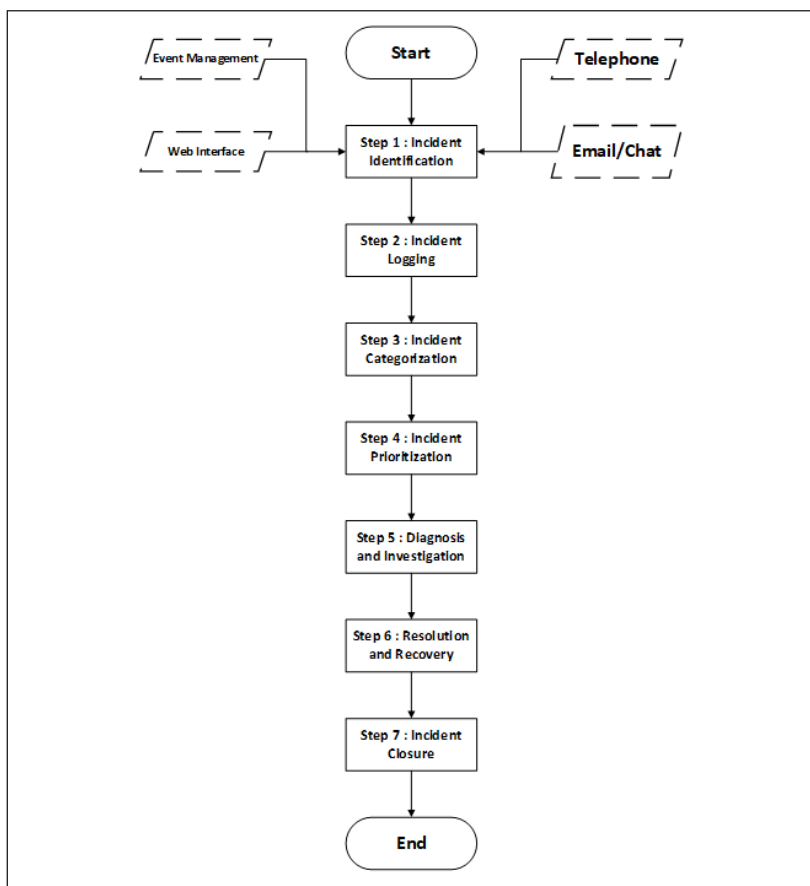 Start
Event Management
Telephone
Web Interface
Step 1 : Incident
Identification
Email/Chat
Step 2 : Incident
Logging
Step 3 : Incident
Categorization
Step 4 : Incident
Prioritization
Step 5 : Diagnosis
and Investigation
Step 6 : Resolution
and Recovery
Step 7 : Incident
Closure
End